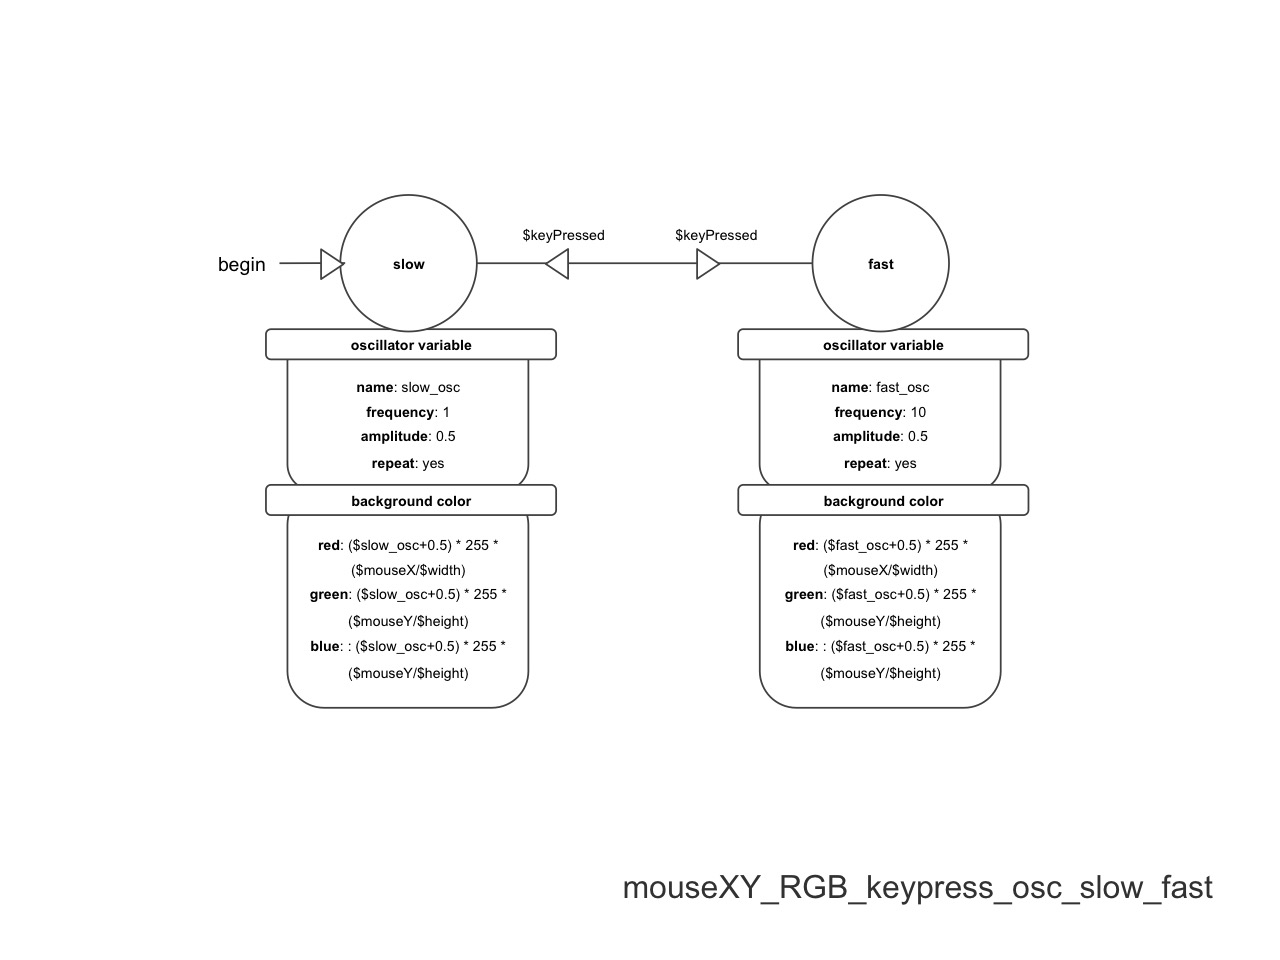 $keyPressed
$keyPressed
begin
slow
fast
oscillator variable
name: slow_osc
frequency: 1
amplitude: 0.5
repeat: yes
background color
red: ($slow_osc+0.5) * 255 *
($mouseX/$width)
green: ($slow_osc+0.5) * 255 *
($mouseY/$height)
blue: : ($slow_osc+0.5) * 255 *
($mouseY/$height)
oscillator variable
name: fast_osc
frequency: 10
amplitude: 0.5
repeat: yes
background color
red: ($fast_osc+0.5) * 255 *
($mouseX/$width)
green: ($fast_osc+0.5) * 255 *
($mouseY/$height)
blue: : ($fast_osc+0.5) * 255 *
($mouseY/$height)
mouseXY_RGB_keypress_osc_slow_fast